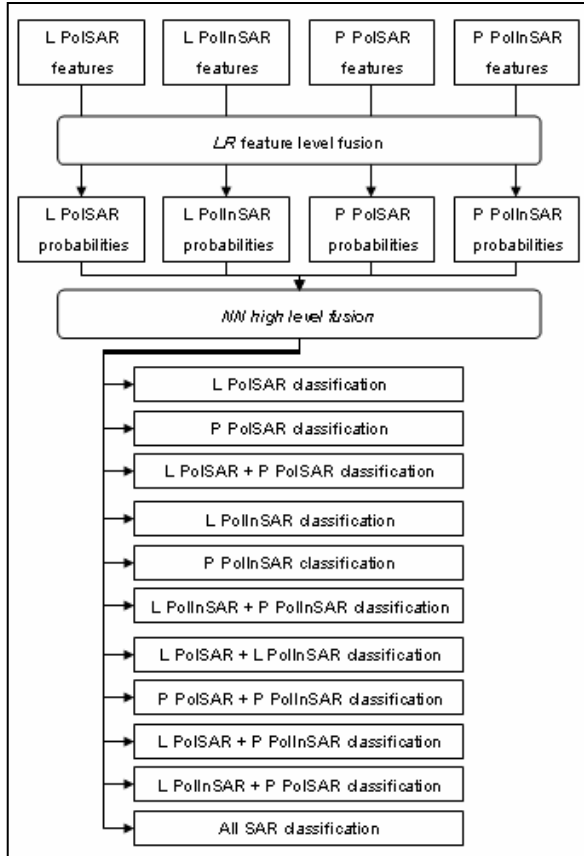 L PolSAR
features
L PolInSAR
features
P PolSAR
features
P PolInSAR
features
LR feature level fusion
L PolSAR
probabilities
L PolInSAR
probabilities
P PolSAR
probabilities
P PolInSAR
probabilities
NN high level fusion
L PolSAR classification
P PolSAR classification
L PolSAR + P PolSAR classification
L PolInSAR classification
P PolInSAR classification
L PolInSAR + P PolInSAR classification
L PolSAR + L PolInSAR classification
P PolSAR + P PolInSAR classification
L PolSAR + P PolInSAR classification
L PolInSAR + P PolSAR classification
All SAR classification